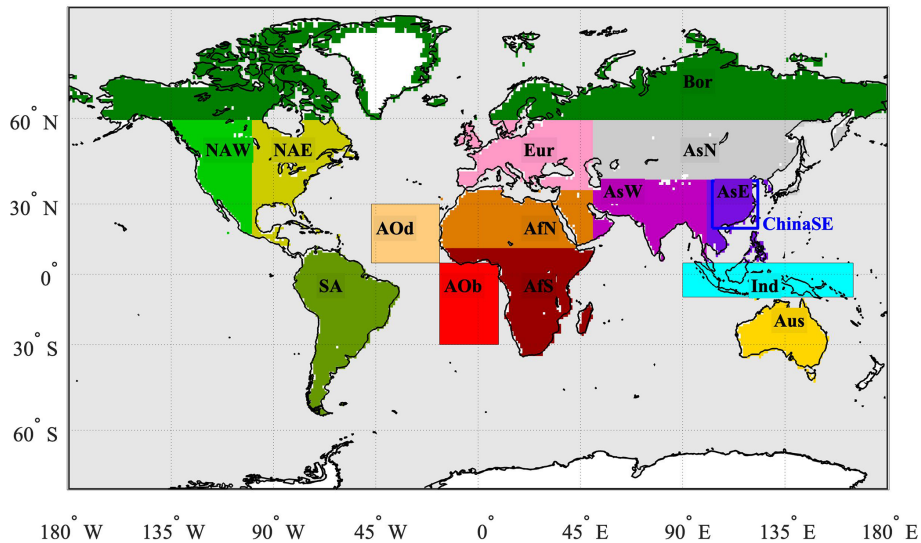 Bor
60° N
NAW NAE Eur AsN
30° N
AsW AsE
AOd AfN ChinaSE
0°
SA AOb AfS Ind
Aus
30° S
60° S
180° W 135° W 90° W 45° W 0° 45° E 90° E 135° E 180° E